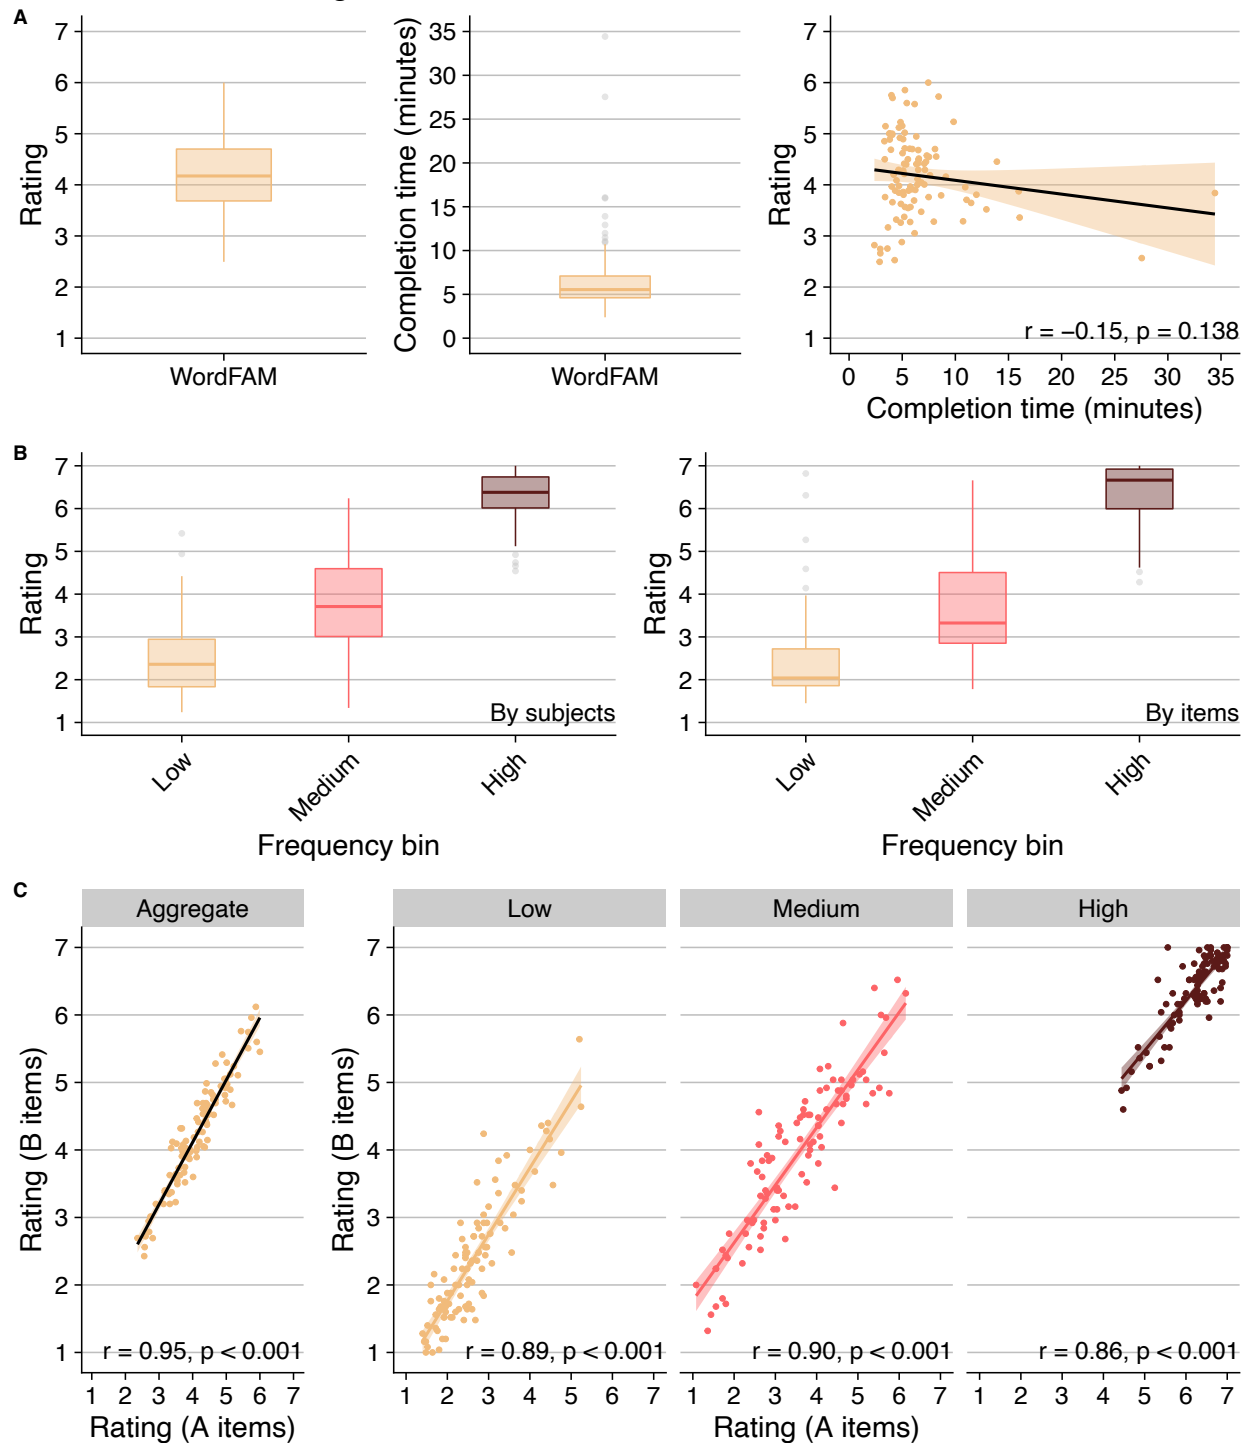 A
7
6
5
4
3
2
1
Rating
WordFAM
35
30
25
20
15
10
5
0
Completion time (minutes)
WordFAM
7
6
5
4
3
2
1
Rating
r = −0.15, p = 0.138
0 5 10 15 20 25 30 35
Completion time (minutes)
B
7
6
5
4
3
2
1
Rating
By subjects
Low Medium High
Frequency bin
7
6
5
4
3
2
1
Rating
By items
Low Medium High
Frequency bin
C
Aggregate
7
6
5
4
3
2
1
Rating (B items)
r = 0.95, p < 0.001
1 2 3 4 5 6 7
Rating (A items)
Low Medium High
7
6
5
4
3
2
1
Rating (B items)
r = 0.89, p < 0.001
r = 0.90, p < 0.001
r = 0.86, p < 0.001
1 2 3 4 5 6 7
1 2 3 4 5 6 7
1 2 3 4 5 6 7
Rating (A items)